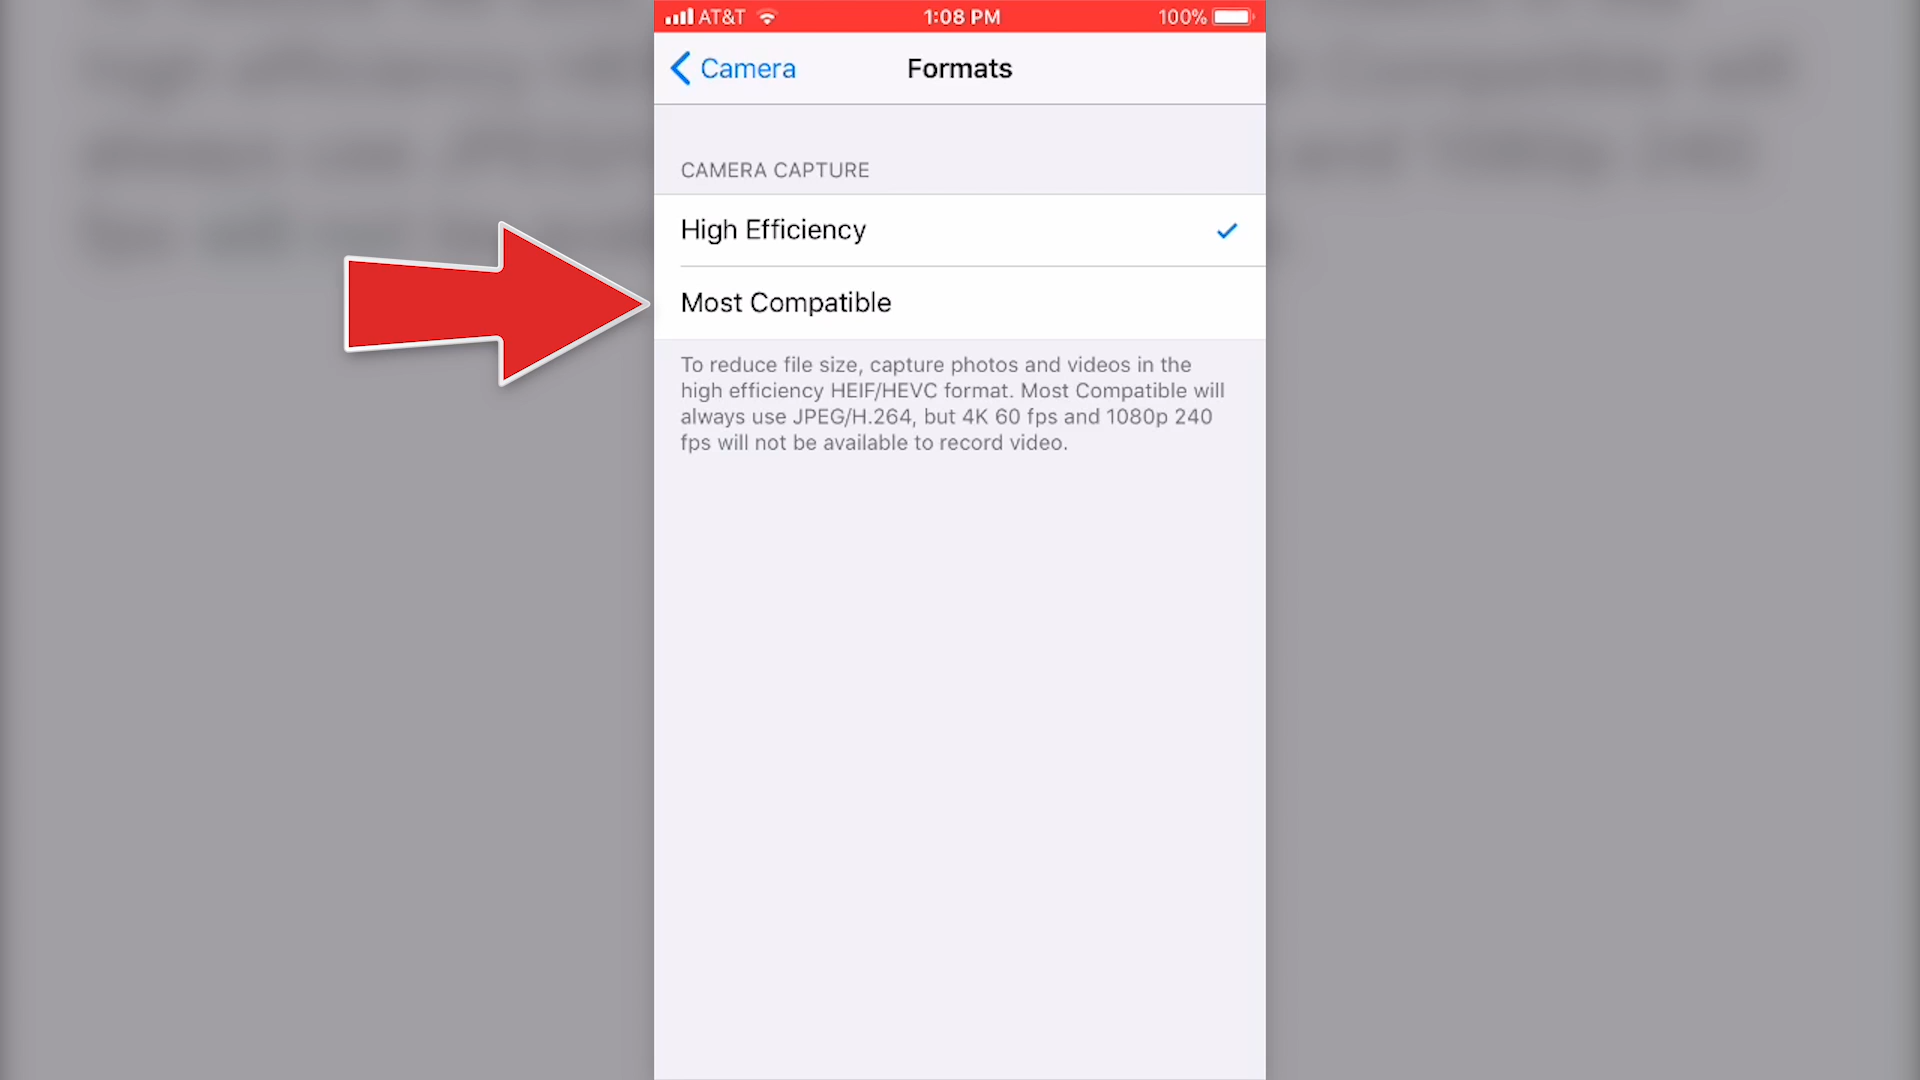 AT&T 1:08 PM 100%
Camera Formats
CAMERA CAPTURE
High Efficiency
Most Compatible
To reduce file size, capture photos and videos in the
high efficiency HEIF/HEVC format. Most Compatible will
always use JPEG/H.264, but 4K 60 fps and 1080p 240
fps will not be available to record video.